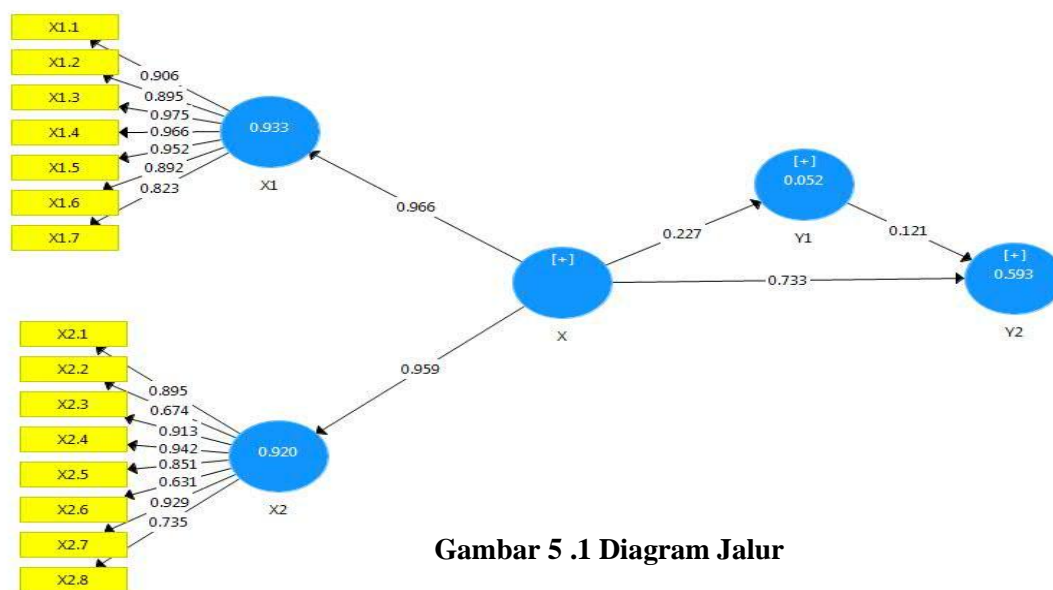 X1.1
X1.2
X1.3
X1.4
X1.5
X1.6
X1.7
0.906
0.895
0.975
0.966
0.952
0.892
0.823
0.933
X1
0.966
[+]
X
0.227
[+]
0.052
Y1
0.121
0.733
[+]
0.593
Y2
0.959
X2.1
X2.2
X2.3
X2.4
X2.5
X2.6
X2.7
X2.8
0.895
0.674
0.913
0.942
0.851
0.631
0.929
0.735
0.920
X2
Gambar 5 .1 Diagram Jalur